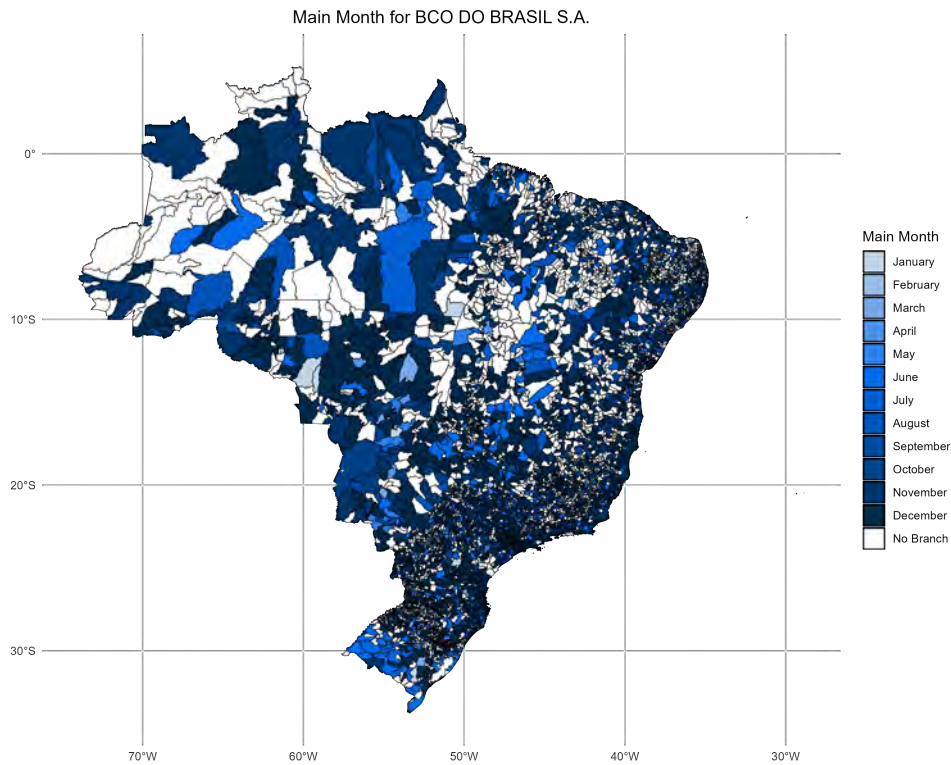 Main Month for BCO DO BRASIL S.A.
0°
10°S
20°S
30°S
70°W
60°W
50°W
40°W
30°W
Main Month
January
February
March
April
May
June
July
August
September
October
November
December
No Branch